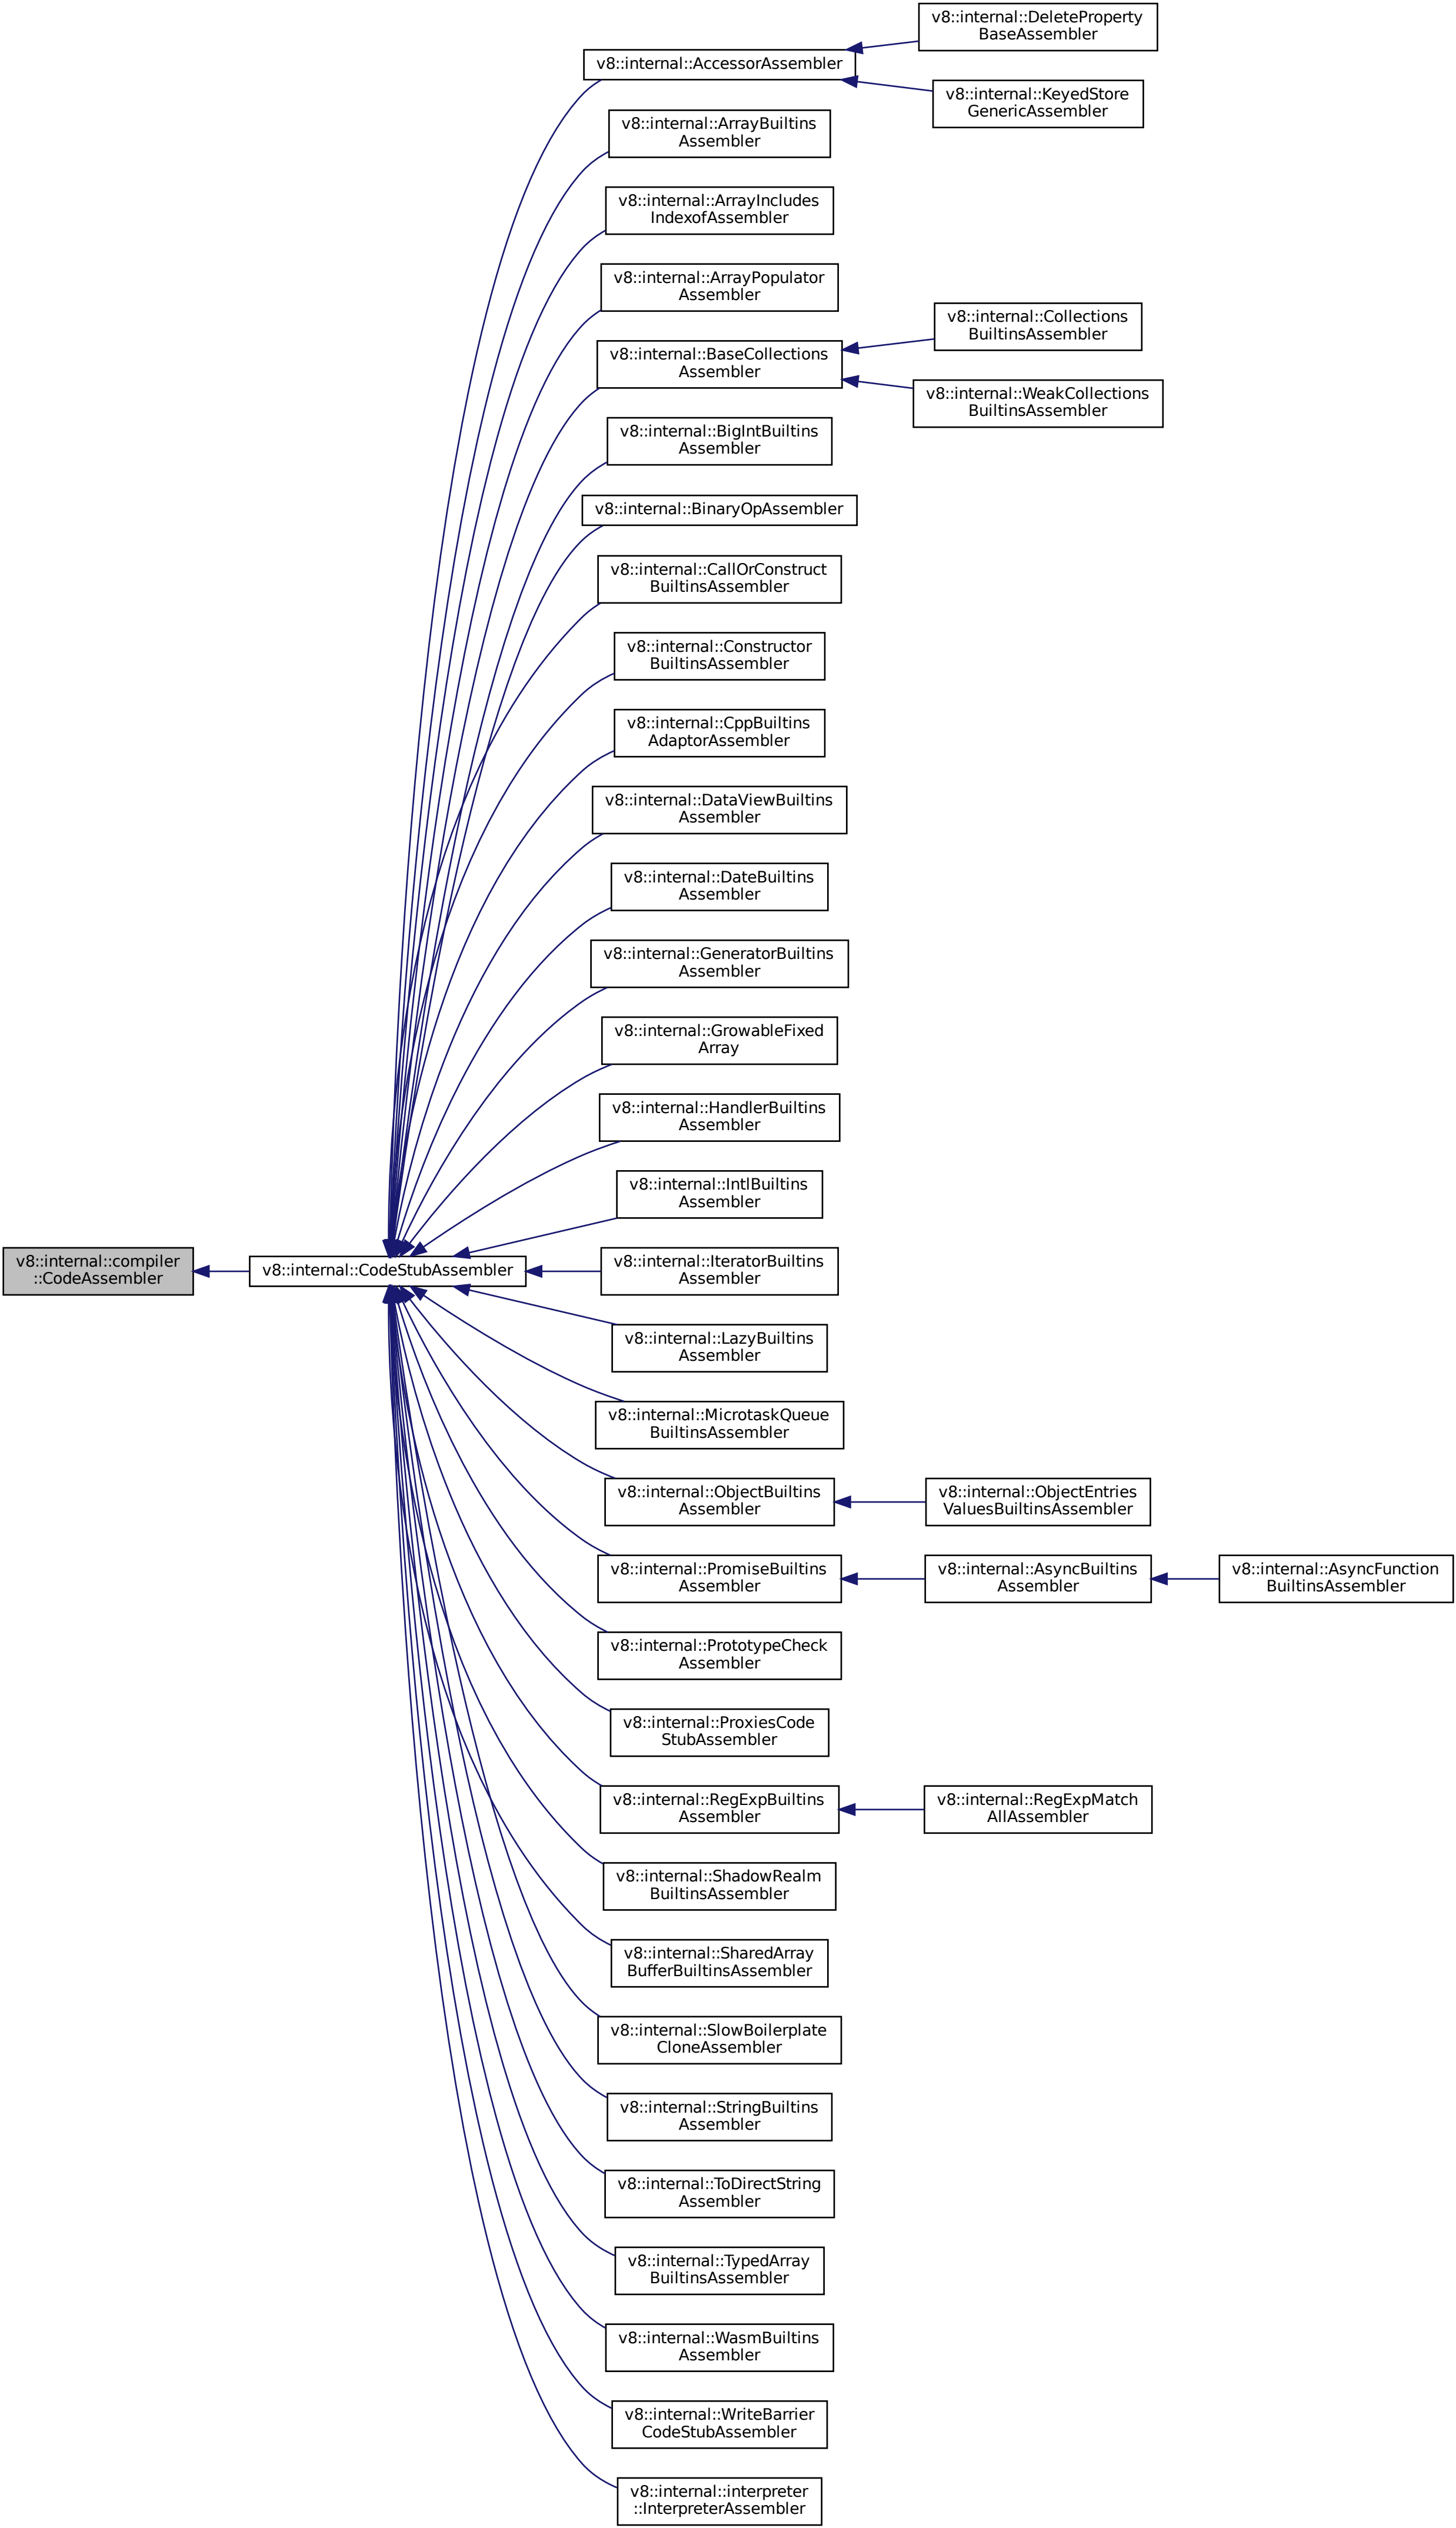 v8::internal::DeleteProperty
BaseAssembler
v8::internal::AccessorAssembler
v8::internal::KeyedStore
GenericAssembler
v8::internal::ArrayBuiltins
Assembler
v8::internal::ArrayIncludes
IndexofAssembler
v8::internal::ArrayPopulator
Assembler
v8::internal::BaseCollections
Assembler
v8::internal::Collections
BuiltinsAssembler
v8::internal::WeakCollections
BuiltinsAssembler
v8::internal::BigIntBuiltins
Assembler
v8::internal::BinaryOpAssembler
v8::internal::CallOrConstruct
BuiltinsAssembler
v8::internal::Constructor
BuiltinsAssembler
v8::internal::CppBuiltins
AdaptorAssembler
v8::internal::DataViewBuiltins
Assembler
v8::internal::DateBuiltins
Assembler
v8::internal::GeneratorBuiltins
Assembler
v8::internal::GrowableFixed
Array
v8::internal::HandlerBuiltins
Assembler
v8::internal::IntlBuiltins
Assembler
v8::internal::compiler
::CodeAssembler
v8::internal::CodeStubAssembler
v8::internal::IteratorBuiltins
Assembler
v8::internal::LazyBuiltins
Assembler
v8::internal::MicrotaskQueue
BuiltinsAssembler
v8::internal::ObjectBuiltins
Assembler
v8::internal::ObjectEntries
ValuesBuiltinsAssembler
v8::internal::PromiseBuiltins
Assembler
v8::internal::AsyncBuiltins
Assembler
v8::internal::AsyncFunction
BuiltinsAssembler
v8::internal::PrototypeCheck
Assembler
v8::internal::ProxiesCode
StubAssembler
v8::internal::RegExpBuiltins
Assembler
v8::internal::RegExpMatch
AllAssembler
v8::internal::ShadowRealm
BuiltinsAssembler
v8::internal::SharedArray
BufferBuiltinsAssembler
v8::internal::SlowBoilerplate
CloneAssembler
v8::internal::StringBuiltins
Assembler
v8::internal::ToDirectString
Assembler
v8::internal::TypedArray
BuiltinsAssembler
v8::internal::WasmBuiltins
Assembler
v8::internal::WriteBarrier
CodeStubAssembler
v8::internal::interpreter
::InterpreterAssembler